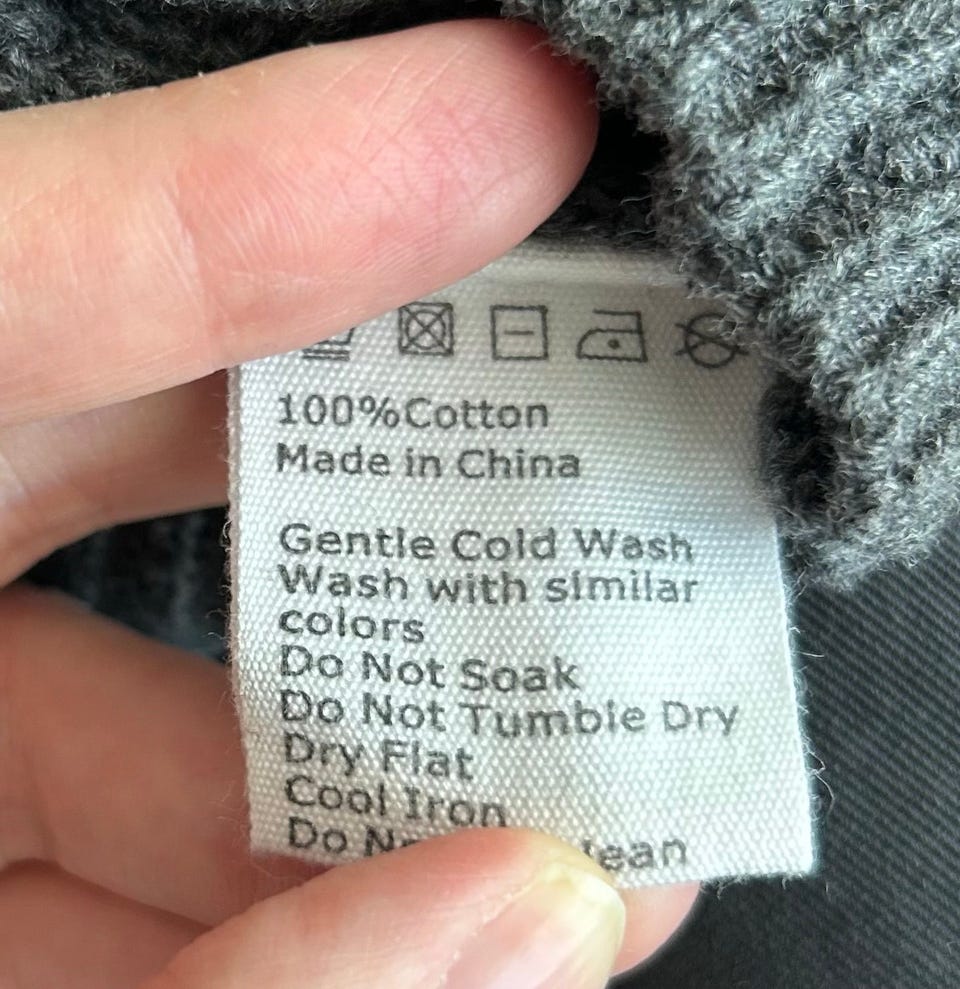 100%Cotton
Made in China
Gentle Cold Wash
Wash with similar
colors
Do Not Soak
Do Not Tumble Dry
Dry Flat
Cool Iron
Do